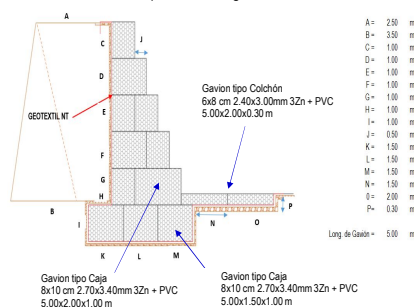 A
C
J
D
GEOTEXTIL NT
E
F
G
H
B
I
K
L
M
N
O
P
Gavion tipo Colchón
6x8 cm 2.40x3.00mm 3Zn + PVC
5.00x2.00x0.30 m
Gavion tipo Caja
8x10 cm 2.70x3.40mm 3Zn + PVC
5.00x2.00x1.00 m
Gavion tipo Caja
8x10 cm 2.70x3.40mm 3Zn + PVC
5.00x1.50x1.00 m
A = 2.50 m
B = 3.50 m
C = 1.00 m
D = 1.00 m
E = 1.00 m
F = 1.00 m
G = 1.00 m
H = 1.00 m
I = 1.00 m
J = 0.50 m
K = 1.50 m
L = 1.50 m
M = 1.50 m
N = 1.50 m
0 = 2.00 m
P= 0.30 m
Long. de Gavión = 5.00 m